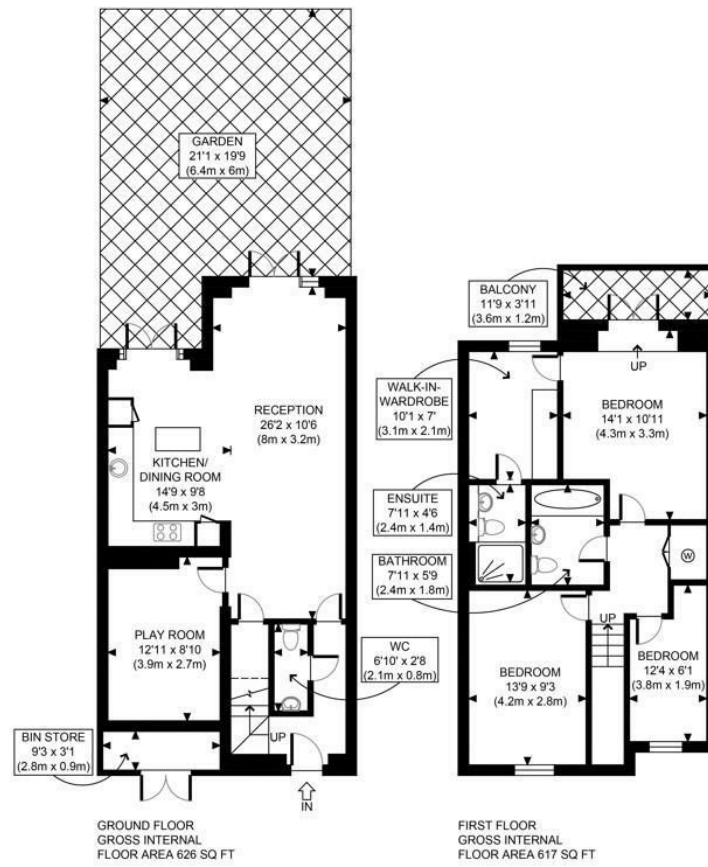 GARDEN
21'1 x 19'9
(6.4m x 6m)
RECEPTION
26'2 x 10'6
(8m x 3.2m)
KITCHEN/
DINING ROOM
14'9 x 9'8
(4.5m x 3m)
PLAY ROOM
12'11 x 8'10
(3.9m x 2.7m)
WC
6'10' x 2'8
(2.1m x 0.8m)
BIN STORE
9'3 x 3'1
(2.8m x 0.9m)
UP
IN
GROUND FLOOR
GROSS INTERNAL
FLOOR AREA 626 SQ FT
BALCONY
11'9 x 3'11
(3.6m x 1.2m)
UP
WALK-IN-
WARDROBE
10'1 x 7'
(3.1m x 2.1m)
BEDROOM
14'1 x 10'11
(4.3m x 3.3m)
ENSUITE
7'11 x 4'6
(2.4m x 1.4m)
BATHROOM
7'11 x 5'9
(2.4m x 1.8m)
W
UP
BEDROOM
13'9 x 9'3
(4.2m x 2.8m)
BEDROOM
12'4 x 6'1
(3.8m x 1.9m)
FIRST FLOOR
GROSS INTERNAL
FLOOR AREA 617 SQ FT